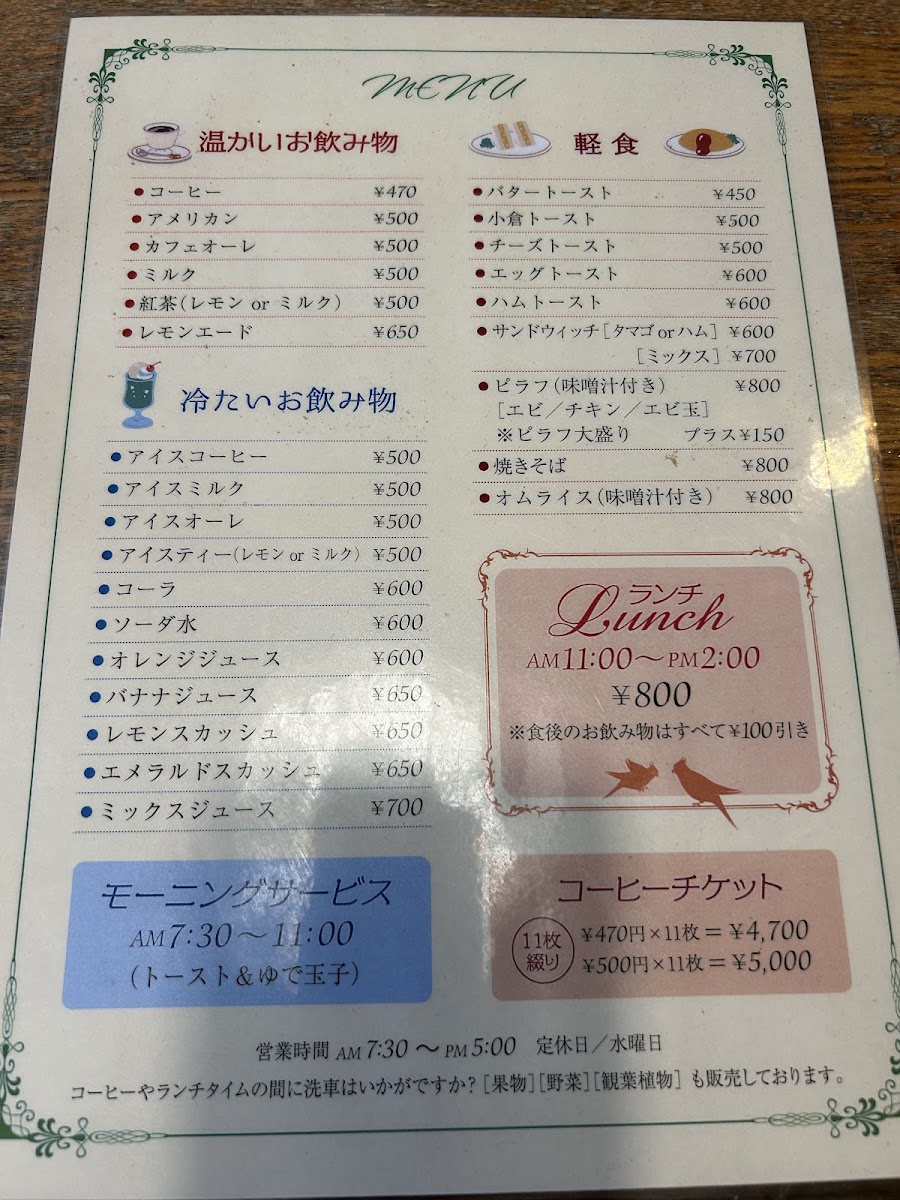 MENU
温かいお飲み物
●コーヒー ¥470
●アメリカン ¥500
●カフェオーレ ¥500
●ミルク ¥500
●紅茶(レモン or ミルク) ¥500
●レモンエード ¥650
冷たいお飲み物
●アイスコーヒー ¥500
●アイスミルク ¥500
●アイスオーレ ¥500
●アイスティー(レモン or ミルク) ¥500
●コーラ ¥600
●ソーダ水 ¥600
●オレンジジュース ¥600
●バナナジュース ¥650
●レモンスカッシュ ¥650
●エメラルドスカッシュ ¥650
●ミックスジュース ¥700
モーニングサービス
AM 7:30〜11:00
(トースト&ゆで玉子)
軽食
●バタートースト ¥450
●小倉トースト ¥500
●チーズトースト ¥500
●エッグトースト ¥600
●ハムトースト ¥600
●サンドウィッチ[タマゴ or ハム] ¥600
[ミックス] ¥700
●ピラフ(味噌汁付き) ¥800
[エビ/チキン/エビ玉]
※ピラフ大盛り プラス¥150
●焼きそば ¥800
●オムライス(味噌汁付き) ¥800
ランチ
Lunch
AM 11:00〜PM 2:00
¥800
※食後のお飲み物はすべて¥100引き
コーヒーチケット
11枚
綴り
¥470円×11枚=¥4,700
¥500円×11枚=¥5,000
営業時間 AM 7:30 〜 PM 5:00 定休日/水曜日
コーヒーやランチタイムの間に洗車はいかがですか?[果物][野菜][観葉植物]も販売しております。